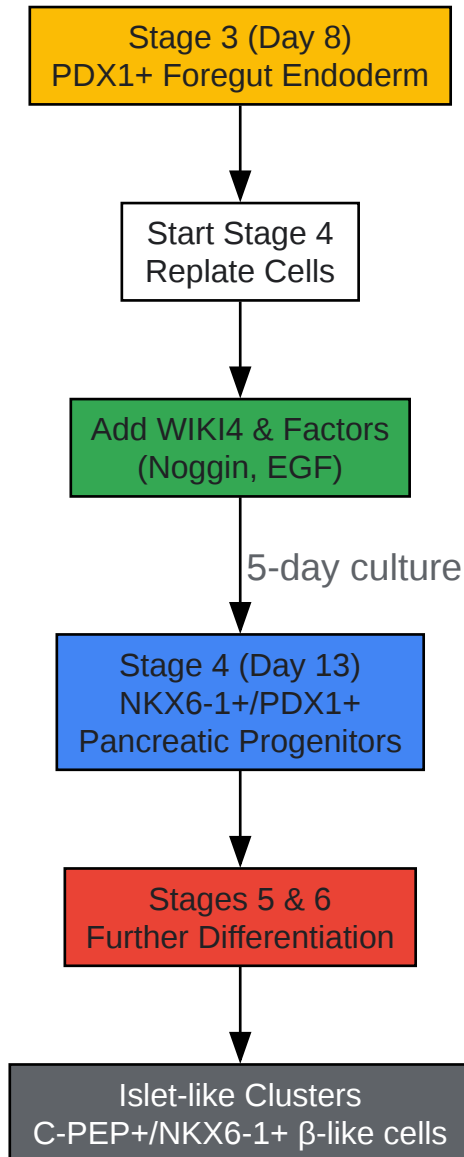 Stage 3 (Day 8)
PDX1+ Foregut Endoderm
Start Stage 4
Replate Cells
Add WIKI4 & Factors
(Noggin, EGF)
5-day culture
Stage 4 (Day 13)
NKX6-1+/PDX1+
Pancreatic Progenitors
Stages 5 & 6
Further Differentiation
Islet-like Clusters
C-PEP+/NKX6-1+ β-like cells